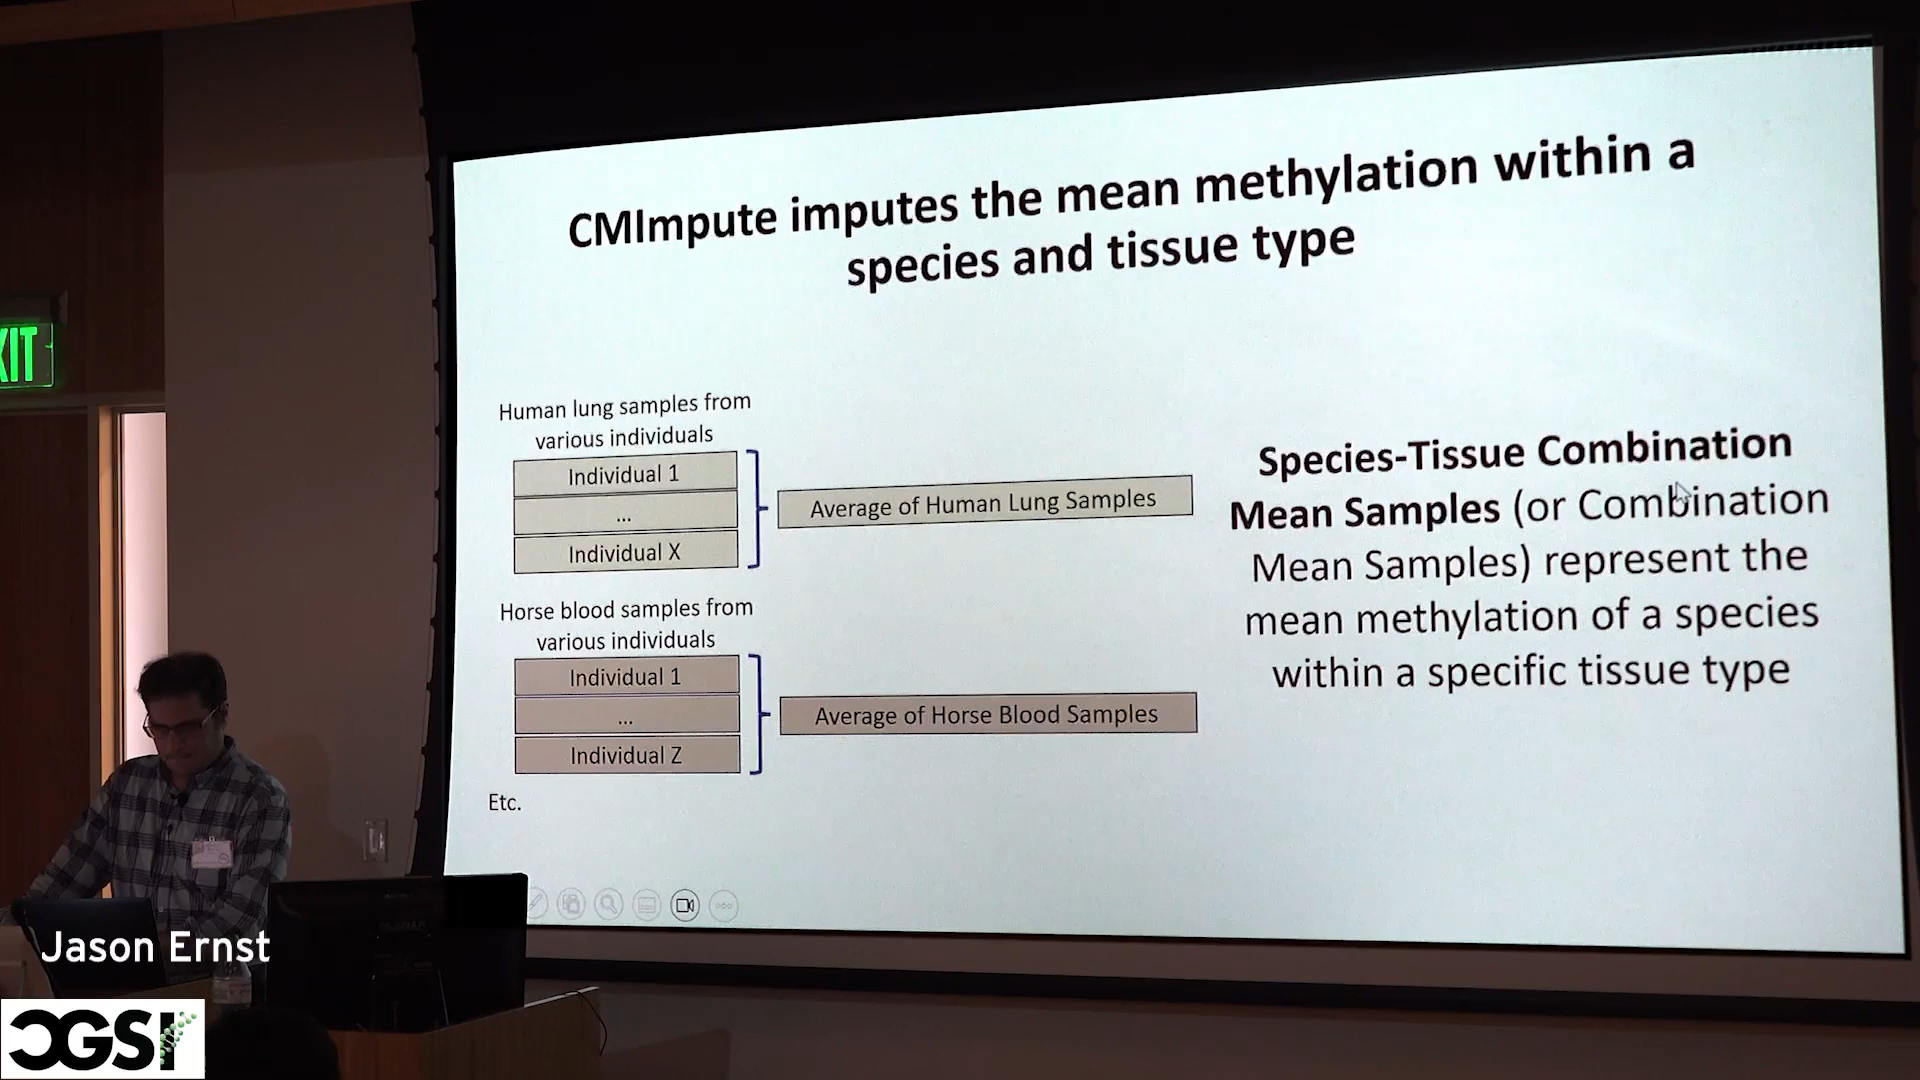 CMImpute imputes the mean methylation within a
species and tissue type
Human lung samples from
various individuals
Individual 1
...
Individual X
Average of Human Lung Samples
Horse blood samples from
various individuals
Individual 1
...
Individual Z
Average of Horse Blood Samples
Etc.
Species-Tissue Combination
Mean Samples (or Combination
Mean Samples) represent the
mean methylation of a species
within a specific tissue type
Jason Ernst
CGSI